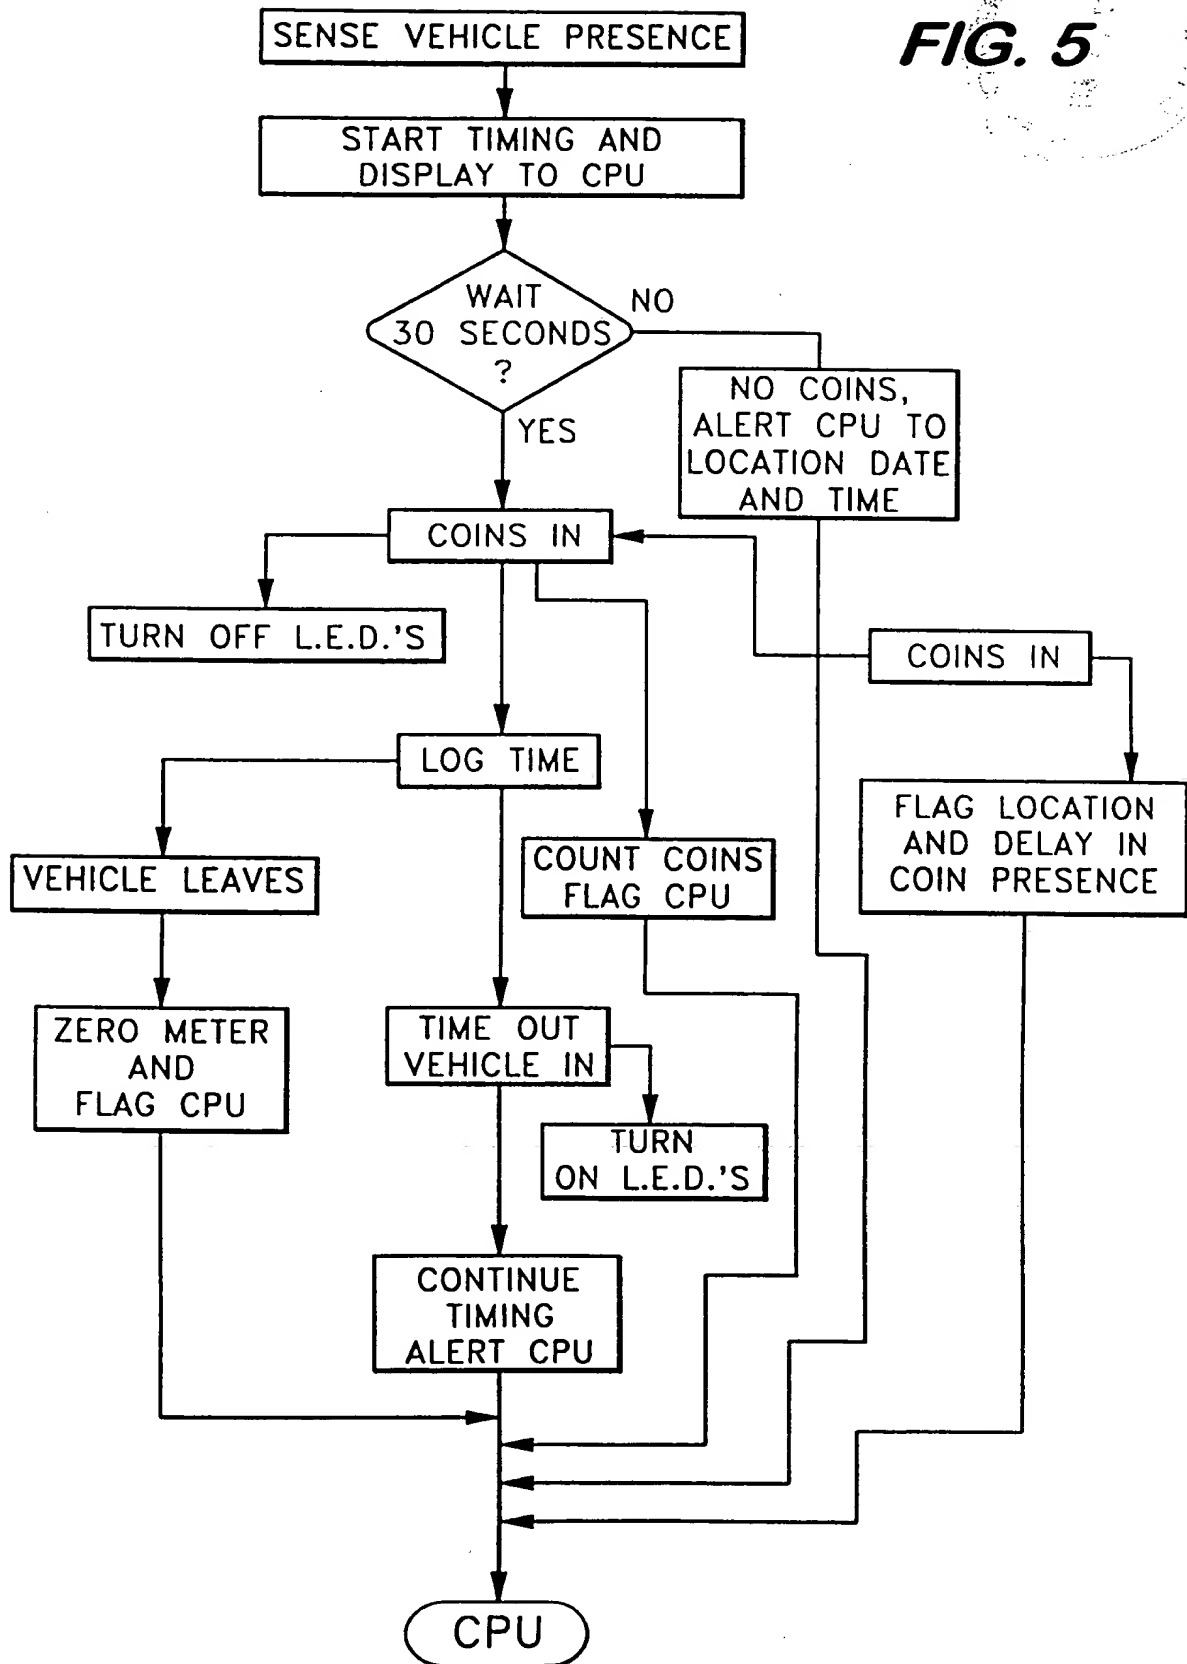 FIG. 5
SENSE VEHICLE PRESENCE
START TIMING AND
DISPLAY TO CPU
WAIT
30 SECONDS
?
NO
YES
NO COINS,
ALERT CPU TO
LOCATION DATE
AND TIME
COINS IN
TURN OFF L.E.D.'S
COINS IN
LOG TIME
FLAG LOCATION
AND DELAY IN
COIN PRESENCE
VEHICLE LEAVES
COUNT COINS
FLAG CPU
ZERO METER
AND
FLAG CPU
TIME OUT
VEHICLE IN
TURN
ON L.E.D.'S
CONTINUE
TIMING
ALERT CPU
CPU